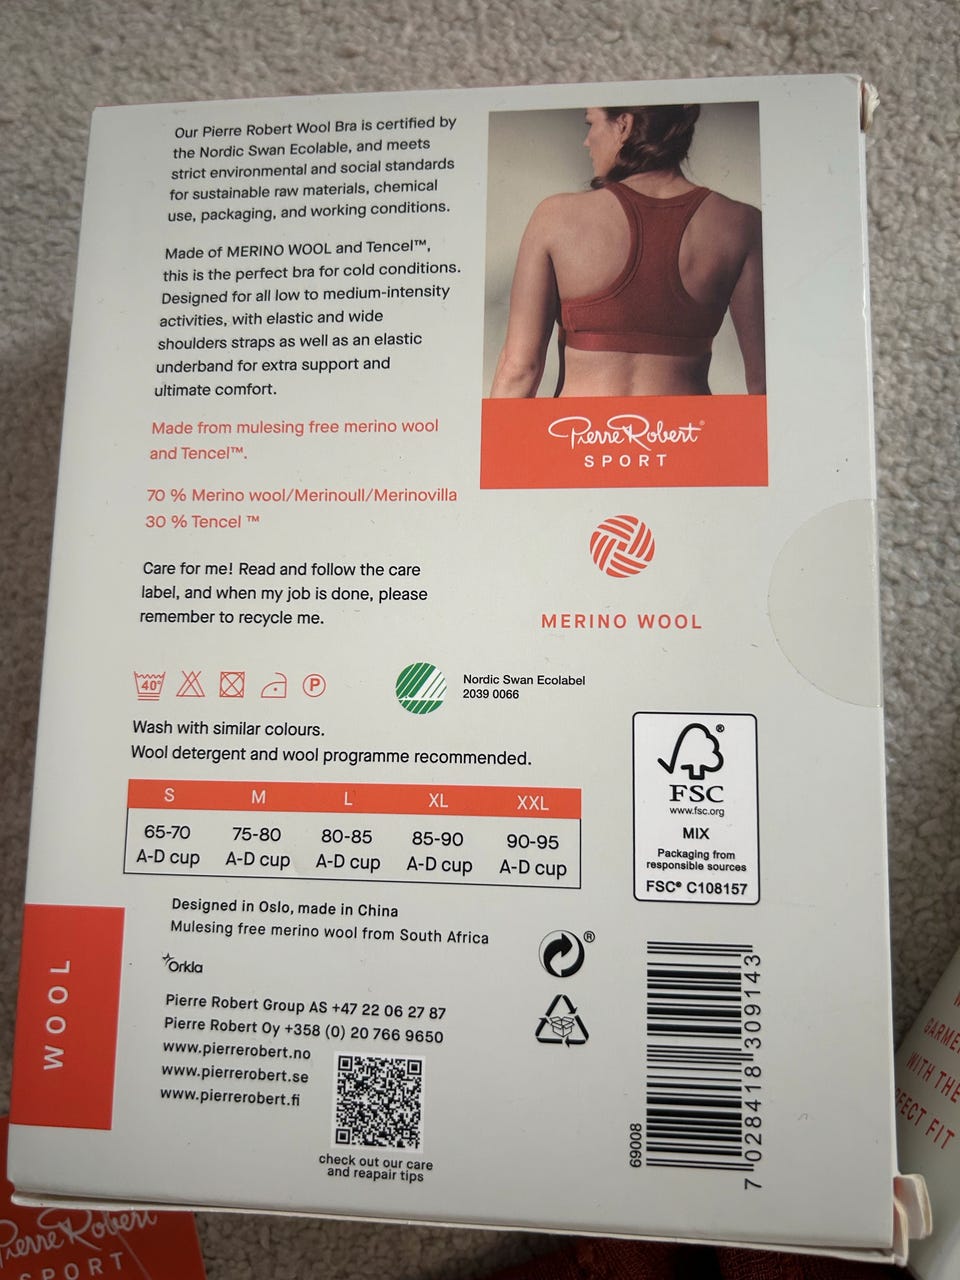 Our Pierre Robert Wool Bra is certified by
the Nordic Swan Ecolable, and meets
strict environmental and social standards
for sustainable raw materials, chemical
use, packaging, and working conditions.
Made of MERINO WOOL and Tencel™,
this is the perfect bra for cold conditions.
Designed for all low to medium-intensity
activities, with elastic and wide
shoulders straps as well as an elastic
underband for extra support and
ultimate comfort.
Made from mulesing free merino wool
and Tencel™.
70 % Merino wool/Merinoull/Merinovilla
30 % Tencel ™
Care for me! Read and follow the care
label, and when my job is done, please
remember to recycle me.
Pierre Robert®
SPORT
MERINO WOOL
40°
P
Nordic Swan Ecolabel
2039 0066
Wash with similar colours.
Wool detergent and wool programme recommended.
S M L XL XXL
65-70 75-80 80-85 85-90 90-95
A-D cup A-D cup A-D cup A-D cup A-D cup
®
FSC
www.fsc.org
MIX
Packaging from
responsible sources
FSC® C108157
Designed in Oslo, made in China
Mulesing free merino wool from South Africa
®
Orkla
Pierre Robert Group AS +47 22 06 27 87
Pierre Robert Oy +358 (0) 20 766 9650
www.pierrerobert.no
www.pierrerobert.se
www.pierrerobert.fi
check out our care
and reapair tips
69008
7 028418 309143
WOOL
Pierre Robert
SPORT
WITH THE
FIT